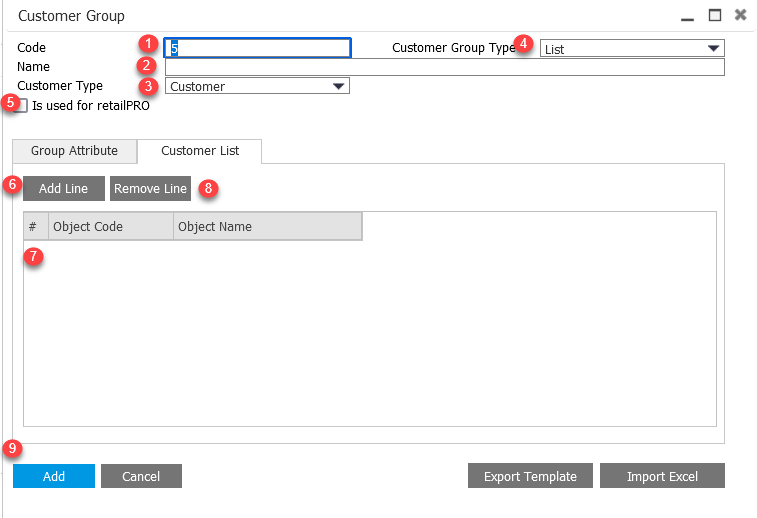 Customer Group
Code 1 5 Customer Group Type 4 List
Name 2
Customer Type 3 Customer
5 Is used for retailPRO
Group Attribute Customer List
6 Add Line Remove Line 8
# Object Code Object Name
7
9
Add Cancel Export Template Import Excel